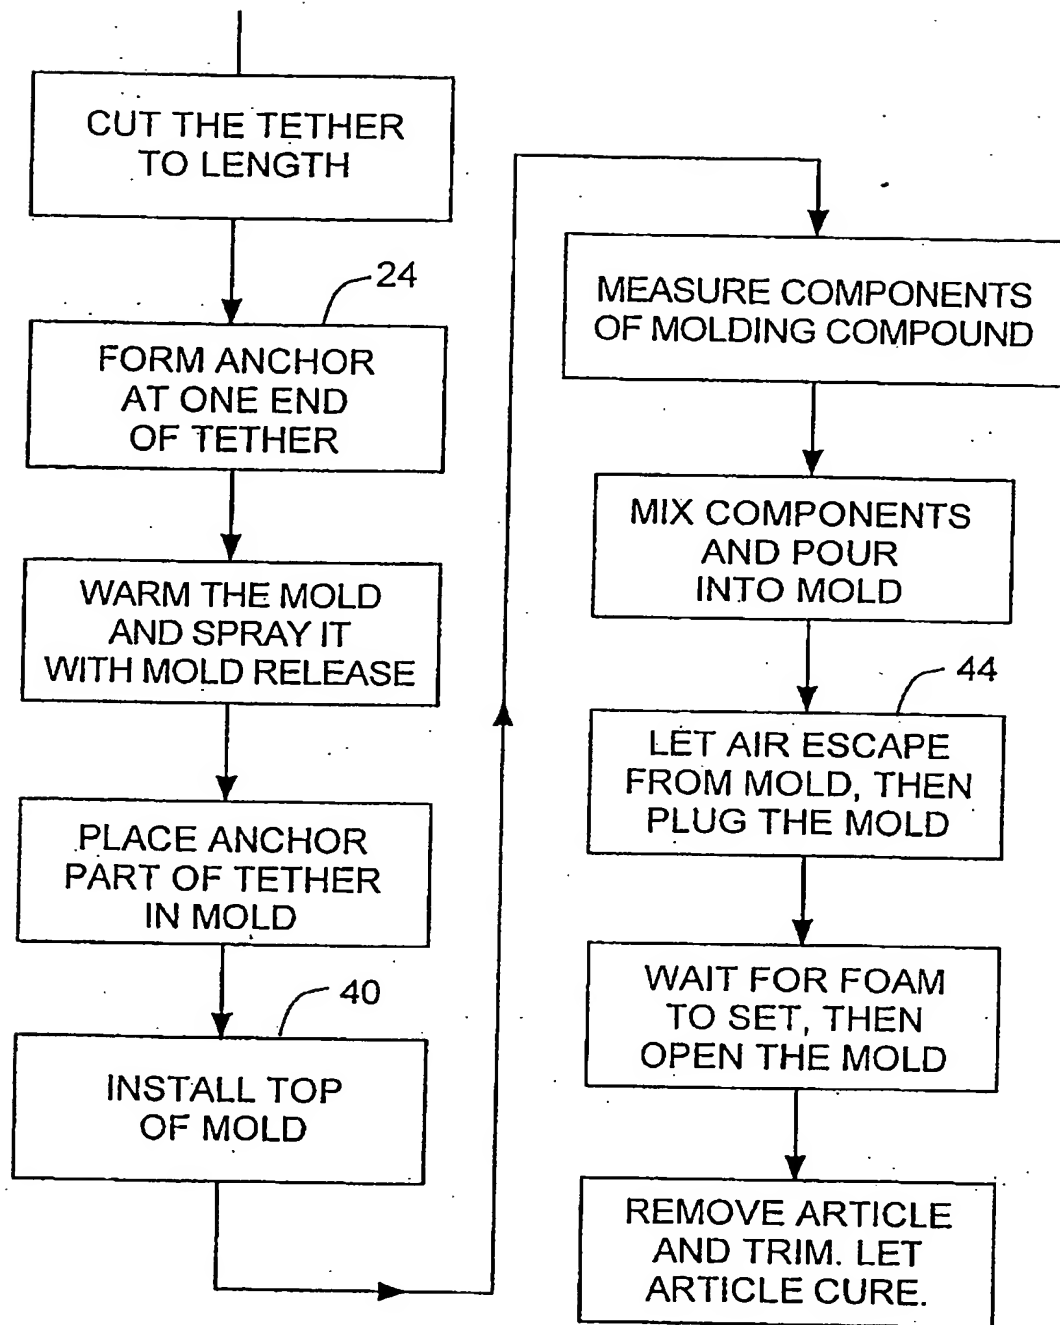 CUT THE TETHER
TO LENGTH
24
FORM ANCHOR
AT ONE END
OF TETHER
WARM THE MOLD
AND SPRAY IT
WITH MOLD RELEASE
PLACE ANCHOR
PART OF TETHER
IN MOLD
40
INSTALL TOP
OF MOLD
MEASURE COMPONENTS
OF MOLDING COMPOUND
MIX COMPONENTS
AND POUR
INTO MOLD
44
LET AIR ESCAPE
FROM MOLD, THEN
PLUG THE MOLD
WAIT FOR FOAM
TO SET, THEN
OPEN THE MOLD
REMOVE ARTICLE
AND TRIM. LET
ARTICLE CURE.